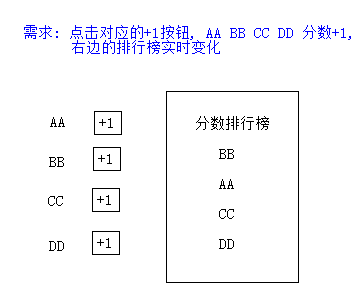 需求: 点击对应的+1按钮, AA BB CC DD 分数+1,
右边的排行榜实时变化
AA +1
BB +1
CC +1
DD +1
分数排行榜
BB
AA
CC
DD